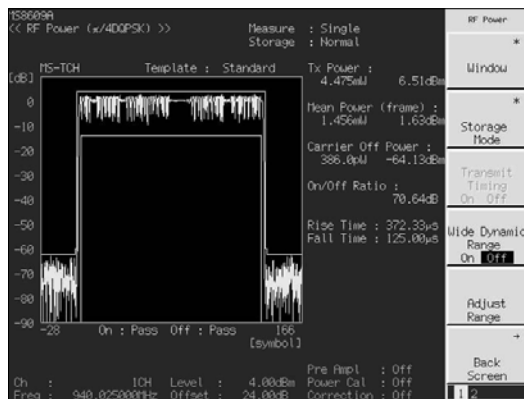 MS8609A
<< RF Power (π/4DQPSK) >>
Measure : Single
Storage : Normal
MS-TCH Template : Standard
[dB]
0
-10
-20
-30
-40
-50
-60
-70
-80
-90
-28 On : Pass Off : Pass 166
[symbol]
Tx Power :
4.475mW 6.51dBm
Mean Power (frame) :
1.456mW 1.63dBm
Carrier Off Power :
386.0pW -64.13dBm
On/Off Ratio :
70.64dB
Rise Time : 372.33µs
Fall Time : 125.00µs
Ch : 1CH Level : 4.00dBm
Freq : 940.025000MHz Offset : 24.00dB
Pre Ampl : Off
Power Cal : Off
Correction : Off
RF Power
*
Window
*
Storage
Mode
Transmit
Timing
On Off
Wide Dynamic
Range
On Off
Adjust
Range
→
Back
Screen
1 2